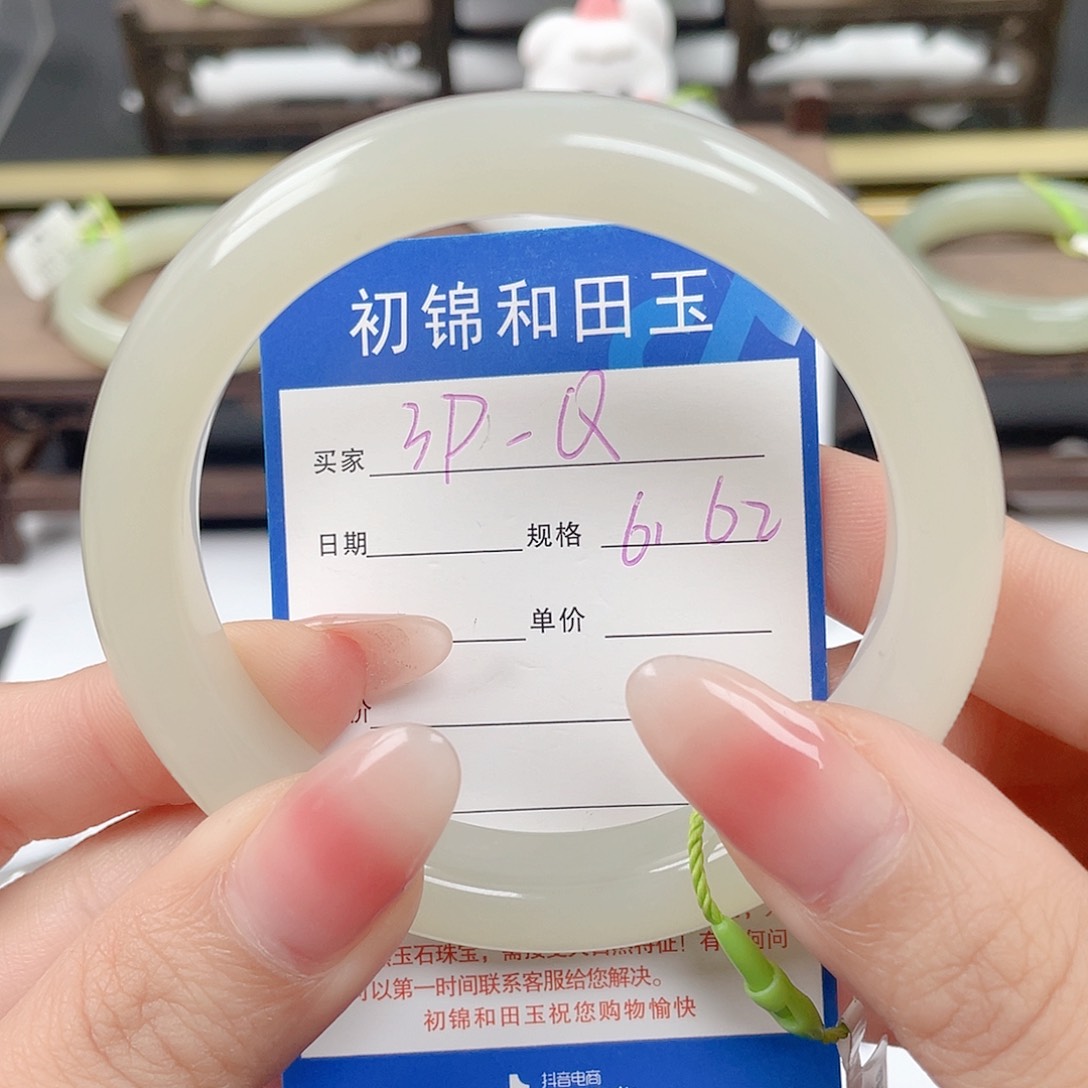 初锦和田玉
买家 3P-Q
日期 规格 61 62
单价
价
玉石珠宝，需接受其自然特征！有 何问
可以第一时间联系客服给您解决。
初锦和田玉祝您购物愉快
抖音电商